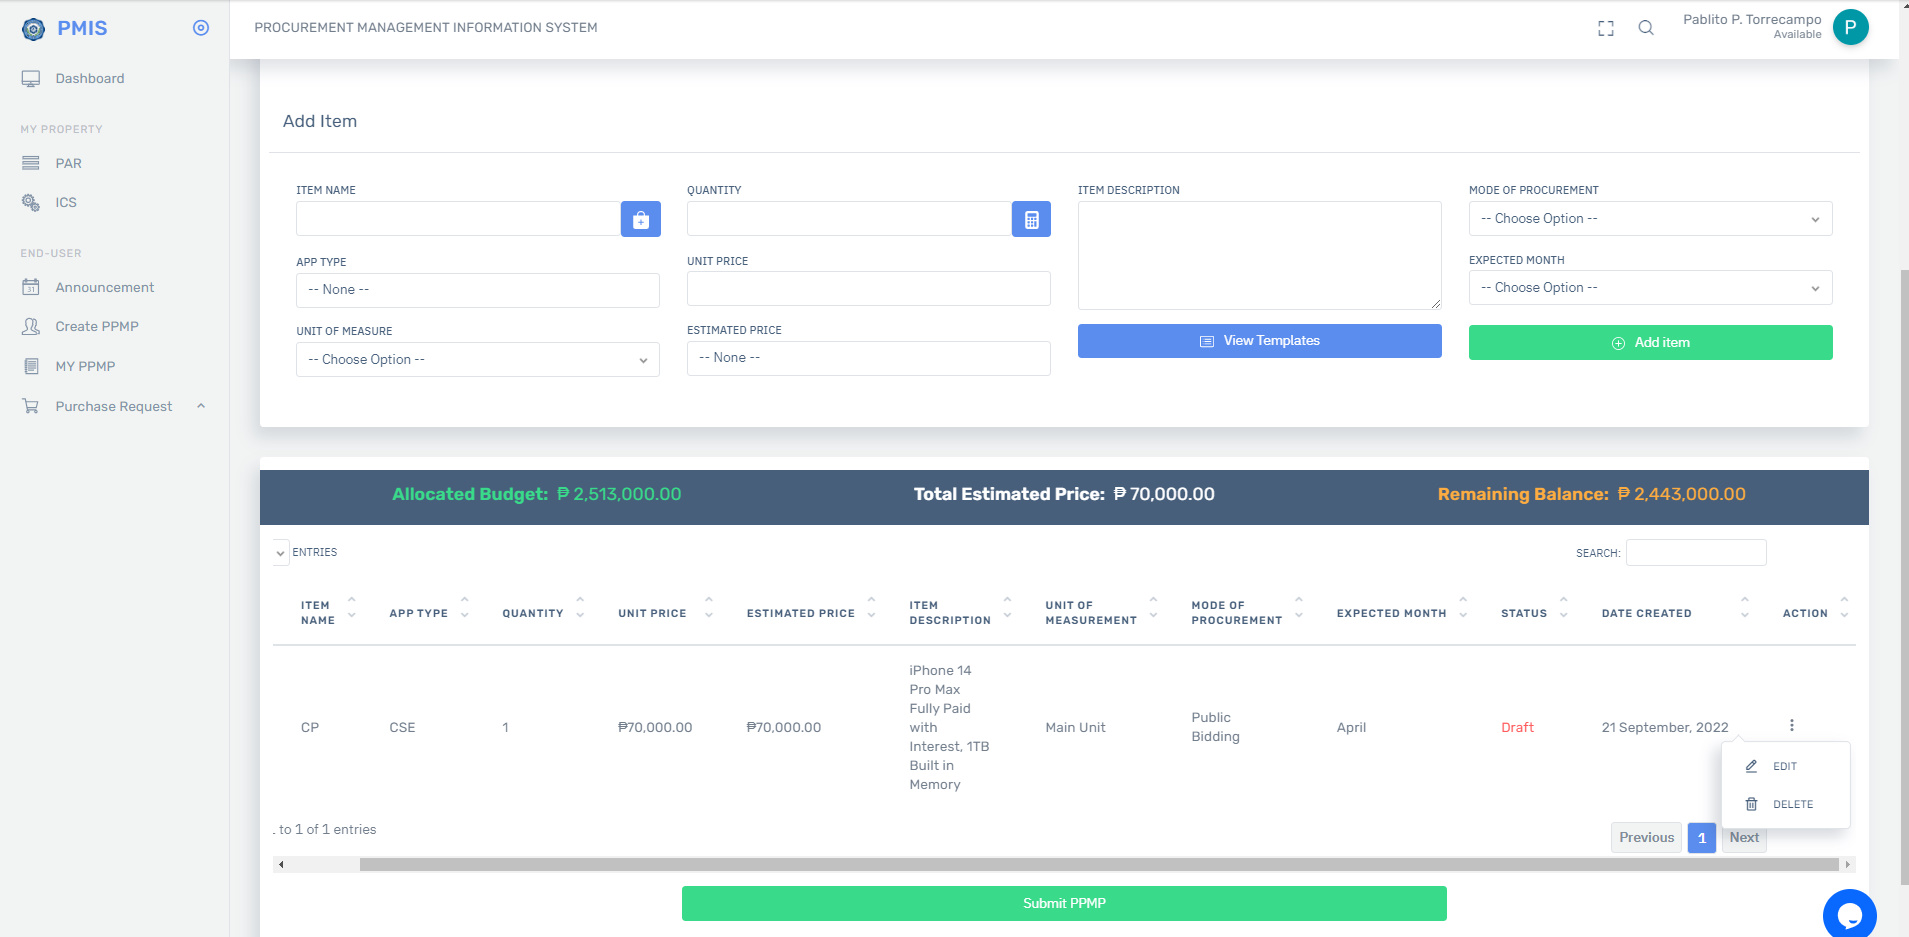 PMIS
PROCUREMENT MANAGEMENT INFORMATION SYSTEM
Pablito P. Torrecampo
Available
P
Dashboard
MY PROPERTY
PAR
ICS
END-USER
31
Announcement
Create PPMP
MY PPMP
Purchase Request
Add Item
ITEM NAME
QUANTITY
ITEM DESCRIPTION
MODE OF PROCUREMENT
-- Choose Option --
APP TYPE
-- None --
UNIT PRICE
EXPECTED MONTH
-- Choose Option --
UNIT OF MEASURE
-- Choose Option --
ESTIMATED PRICE
-- None --
View Templates
Add item
Allocated Budget: ₱ 2,513,000.00
Total Estimated Price: ₱ 70,000.00
Remaining Balance: ₱ 2,443,000.00
ENTRIES
SEARCH:
ITEM
NAME
APP TYPE
QUANTITY
UNIT PRICE
ESTIMATED PRICE
ITEM
DESCRIPTION
UNIT OF
MEASUREMENT
MODE OF
PROCUREMENT
EXPECTED MONTH
STATUS
DATE CREATED
ACTION
CP
CSE
1
₱70,000.00
₱70,000.00
iPhone 14
Pro Max
Fully Paid
with
Interest, 1TB
Built in
Memory
Main Unit
Public
Bidding
April
Draft
21 September, 2022
EDIT
DELETE
to 1 of 1 entries
Previous
1
Next
Submit PPMP